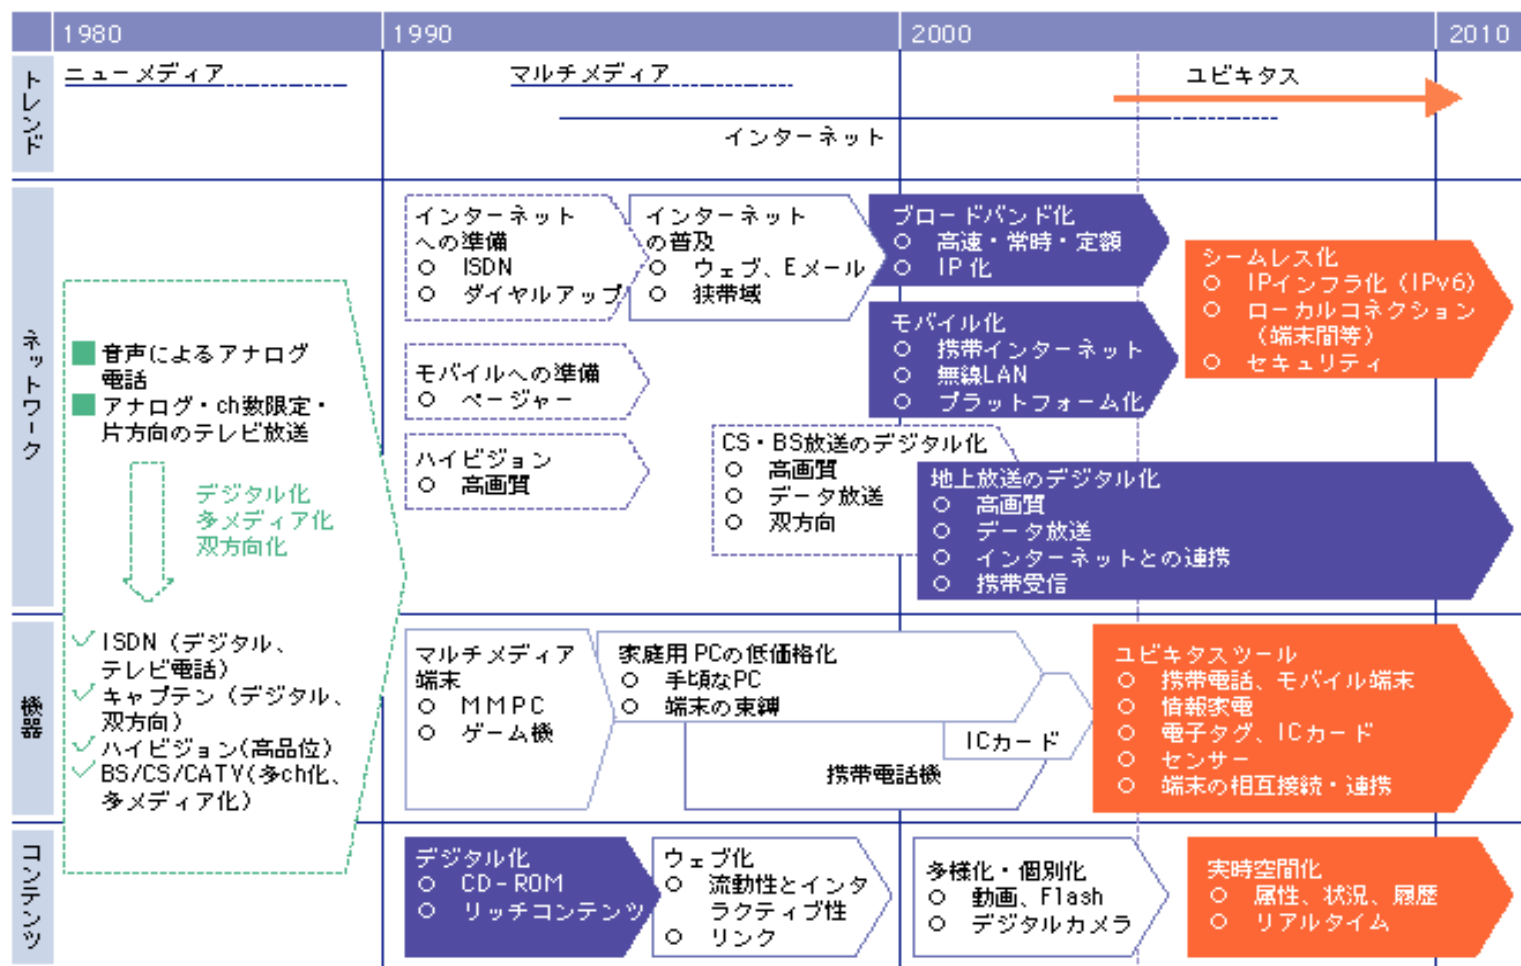 1980
1990
2000
2010
トレンド
ニューメディア
マルチメディア
ユビキタス
インターネット
ネットワーク
音声によるアナログ
電話
アナログ・ch数限定・
片方向のテレビ放送
デジタル化
多メディア化
双方向化
ISDN(デジタル、
テレビ電話)
キャプテン(デジタル、
双方向)
ハイビジョン(高品位)
BS/CS/CATV(多ch化、
多メディア化)
インターネット
への準備
○ ISDN
○ ダイヤルアップ
インターネット
の普及
○ ウェブ、Eメール
○ 狭帯域
ブロードバンド化
○ 高速・常時・定額
○ IP化
シームレス化
○ IPインフラ化(IPv6)
○ ローカルコネクション
(端末間等)
○ セキュリティ
モバイルへの準備
○ ページャー
モバイル化
○ 携帯インターネット
○ 無線LAN
○ プラットフォーム化
ハイビジョン
○ 高画質
CS・BS放送のデジタル化
○ 高画質
○ データ放送
○ 双方向
地上放送のデジタル化
○ 高画質
○ データ放送
○ インターネットとの連携
○ 携帯受信
機器
マルチメディア
端末
○ MMPC
○ ゲーム機
家庭用PCの低価格化
○ 手頃なPC
○ 端末の束縛
ICカード
携帯電話機
ユビキタスツール
○ 携帯電話、モバイル端末
○ 情報家電
○ 電子タグ、ICカード
○ センサー
○ 端末の相互接続・連携
コンテンツ
デジタル化
○ CD-ROM
○ リッチコンテンツ
ウェブ化
○ 流動性とインタ
ラクティブ性
○ リンク
多様化・個別化
○ 動画、Flash
○ デジタルカメラ
実時空間化
○ 属性、状況、履歴
○ リアルタイム